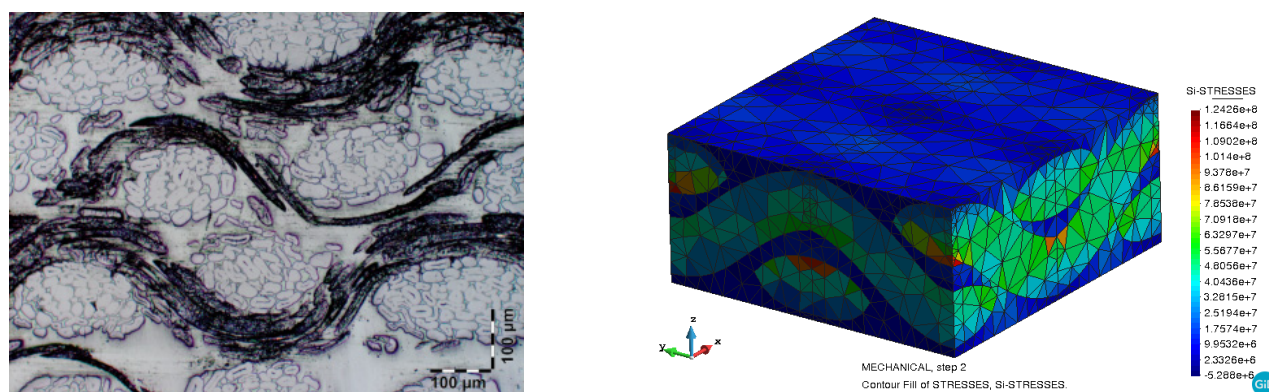 100 µm
100 µm
Si-STRESSES
1.2426e+8
1.1664e+8
1.0902e+8
1.014e+8
9.378e+7
8.6159e+7
7.8538e+7
7.0918e+7
6.3297e+7
5.5677e+7
4.8056e+7
4.0436e+7
3.2815e+7
2.5194e+7
1.7574e+7
9.9532e+6
2.3326e+6
-5.288e+6
z
y
x
MECHANICAL, step 2
Contour Fill of STRESSES, Si-STRESSES.